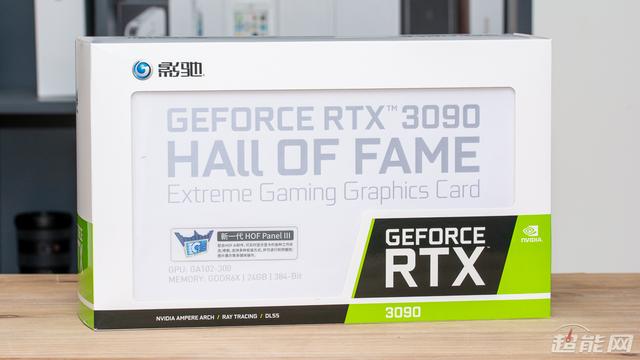 影驰
GEFORCE RTX™ 3090
HALL OF FAME
Extreme Gaming Graphics Card
新一代 HOF Panel III
GPU: GA102-300
MEMORY: GDDR6X | 24GB | 384-Bit
NVIDIA
GEFORCE
RTX™
3090
NVIDIA AMPERE ARCH / RAY TRACING / DLSS
超能网